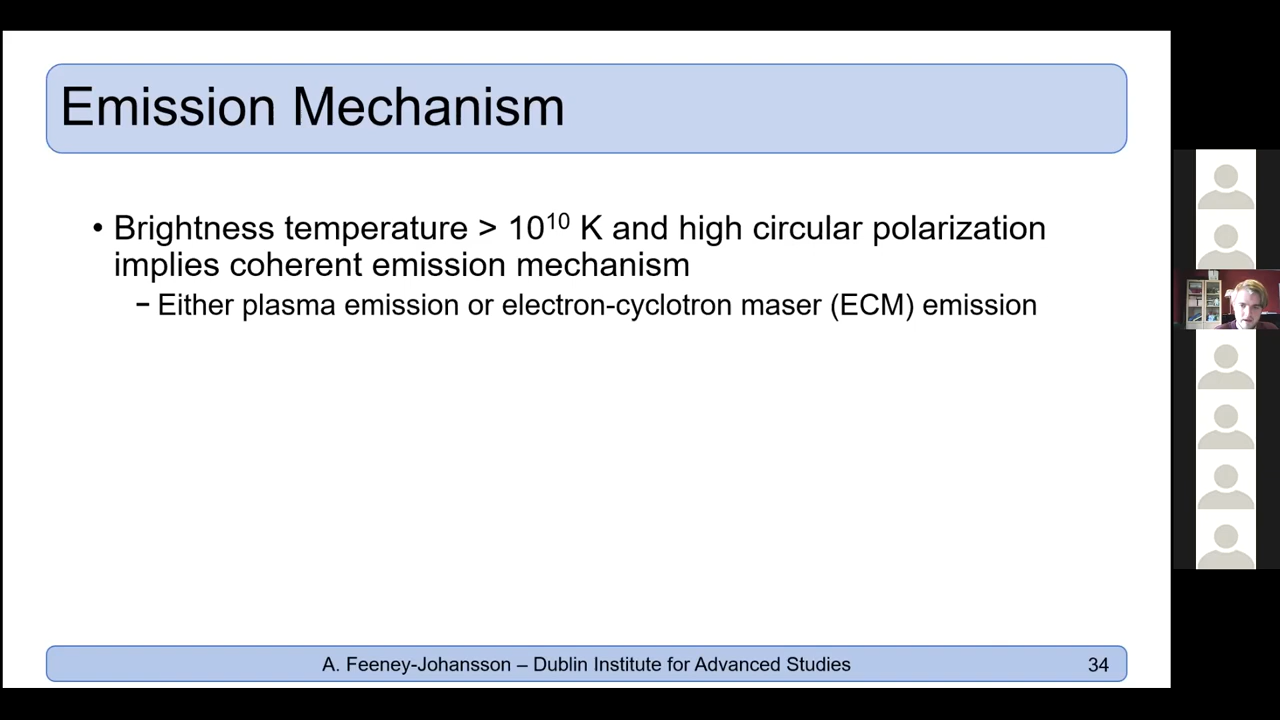 Emission Mechanism
• Brightness temperature > 10¹⁰ K and high circular polarization
implies coherent emission mechanism
– Either plasma emission or electron-cyclotron maser (ECM) emission
A. Feeney-Johansson – Dublin Institute for Advanced Studies 34